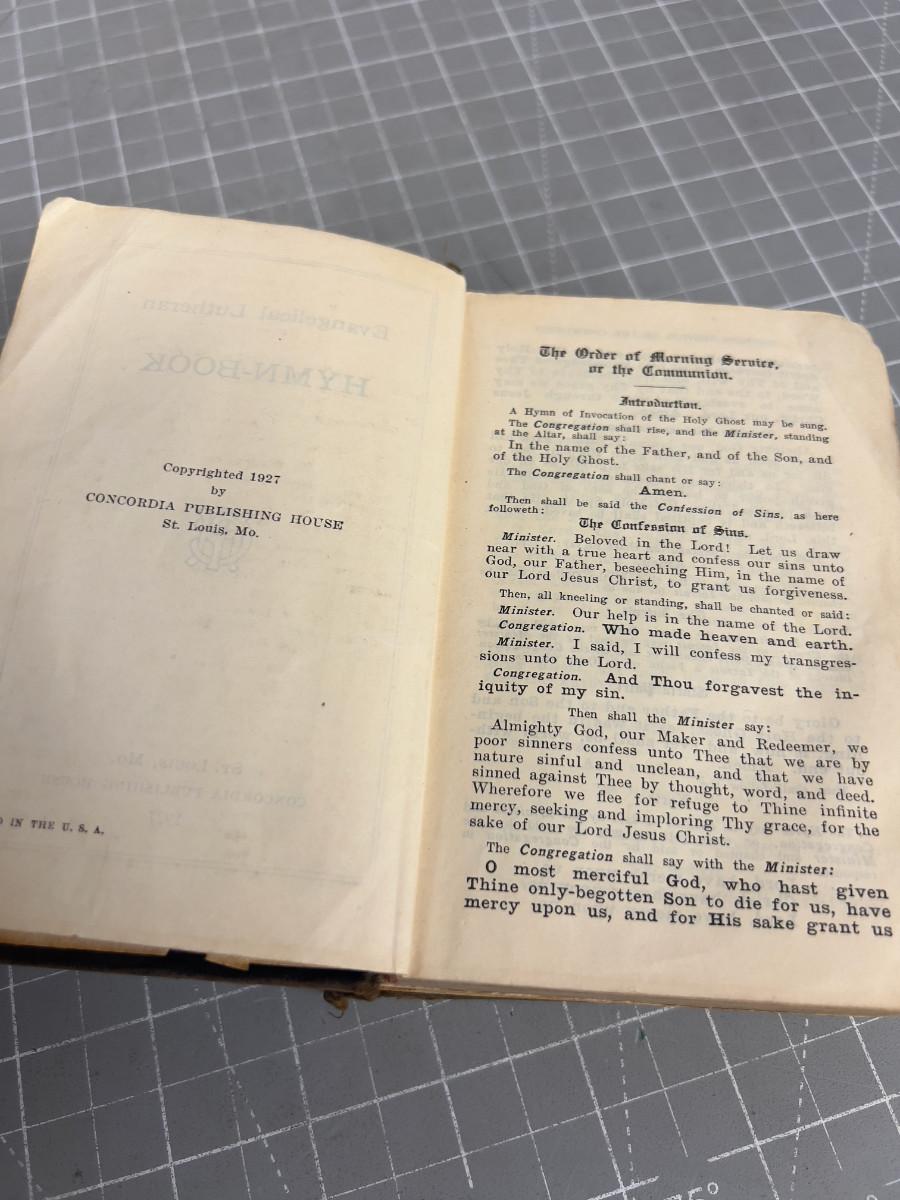 Copyrighted 1927
by
CONCORDIA PUBLISHING HOUSE
St. Louis, Mo.
IN THE U. S. A.
The Order of Morning Service,
or the Communion.
Introduction.
A Hymn of Invocation of the Holy Ghost may be sung.
The Congregation shall rise, and the Minister, standing
at the Altar, shall say:
In the name of the Father, and of the Son, and
of the Holy Ghost.
The Congregation shall chant or say:
Amen.
Then shall be said the Confession of Sins, as here
followeth:
The Confession of Sins.
Minister. Beloved in the Lord! Let us draw
near with a true heart and confess our sins unto
God, our Father, beseeching Him, in the name of
our Lord Jesus Christ, to grant us forgiveness.
Then, all kneeling or standing, shall be chanted or said:
Minister. Our help is in the name of the Lord.
Congregation. Who made heaven and earth.
Minister. I said, I will confess my transgres-
sions unto the Lord.
Congregation. And Thou forgavest the in-
iquity of my sin.
Then shall the Minister say:
Almighty God, our Maker and Redeemer, we
poor sinners confess unto Thee that we are by
nature sinful and unclean, and that we have
sinned against Thee by thought, word, and deed.
Wherefore we flee for refuge to Thine infinite
mercy, seeking and imploring Thy grace, for the
sake of our Lord Jesus Christ.
The Congregation shall say with the Minister:
O most merciful God, who hast given
Thine only-begotten Son to die for us, have
mercy upon us, and for His sake grant us